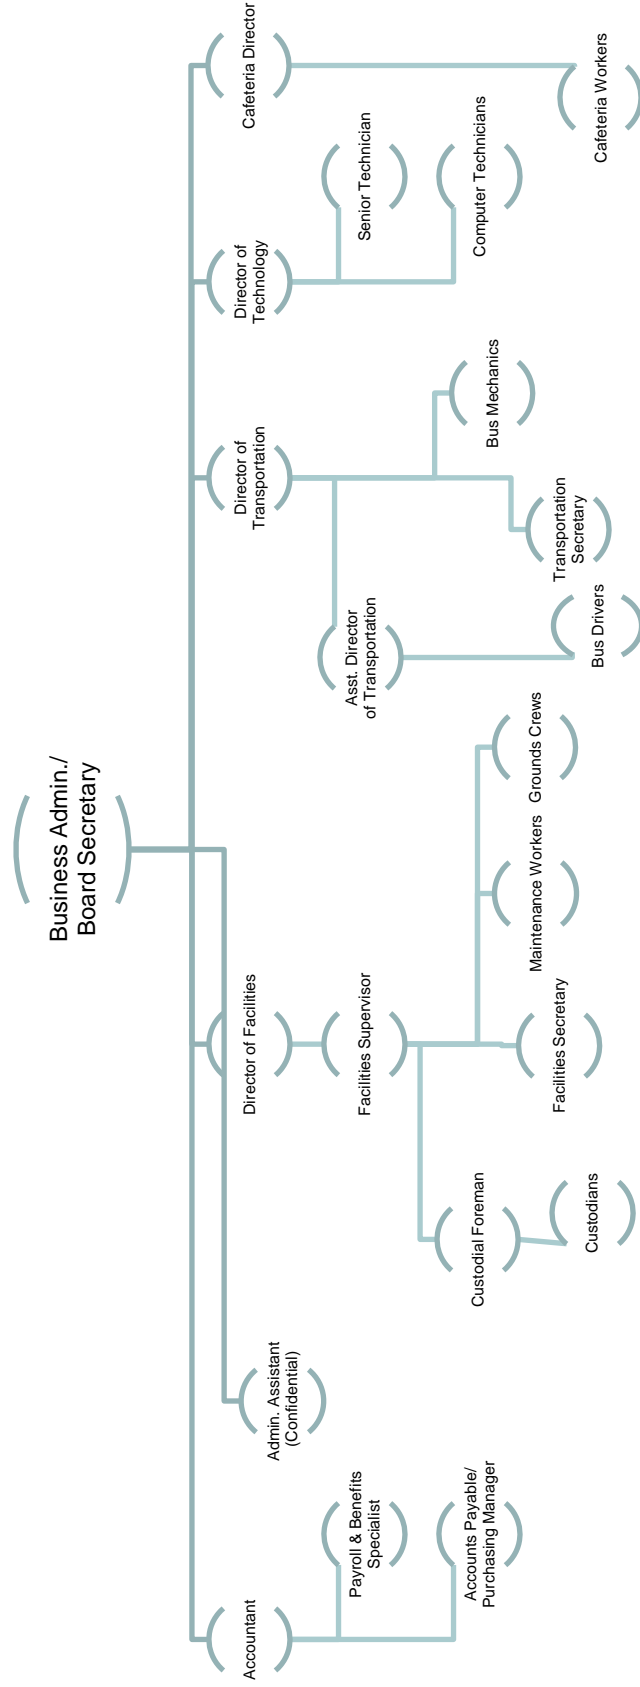 Business Admin./
Board Secretary
Accountant
Admin. Assistant
(Confidential)
Director of Facilities
Director of
Transportation
Director of
Technology
Cafeteria Director
Payroll & Benefits
Specialist
Facilities Supervisor
Asst. Director
of Transportation
Senior Technician
Accounts Payable/
Purchasing Manager
Custodial Foreman
Bus Mechanics
Computer Technicians
Maintenance Workers
Grounds Crews
Custodians
Facilities Secretary
Bus Drivers
Transportation
Secretary
Cafeteria Workers